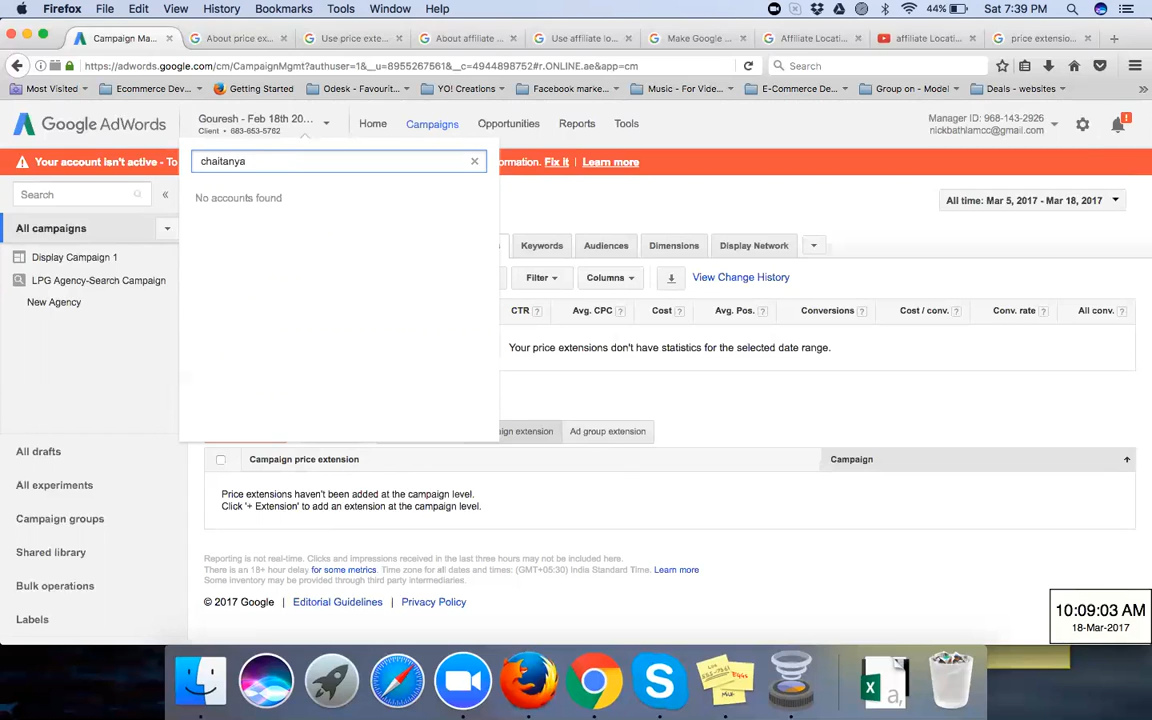 Firefox File Edit View History Bookmarks Tools Window Help 44% Sat 7:39 PM
Campaign Ma... About price ex... Use price exte... About affiliate ... Use affiliate lo... Make Google ... Affiliate Locati... affiliate Locati... price extensio...
https://adwords.google.com/cm/CampaignMgmt?authuser=1&__u=8955267561&__c=4944898752#r.ONLINE.ae&app=cm Search
Most Visited Ecommerce Dev... Getting Started Odesk - Favourit... YO! Creations Facebook marke... Music - For Vide... E-Commerce De... Group on - Model Deals - websites
Google AdWords Gouresh - Feb 18th 20... Home Campaigns Opportunities Reports Tools Manager ID: 968-143-2926
Client • 683-653-5762 nickbathlamcc@gmail.com
Your account isn't active - To
chaitanya
ormation. Fix it Learn more
Search
No accounts found
All time: Mar 5, 2017 - Mar 18, 2017
All campaigns
Keywords Audiences Dimensions Display Network
Display Campaign 1
Filter Columns View Change History
LPG Agency-Search Campaign
New Agency
CTR ? Avg. CPC ? Cost ? Avg. Pos. ? Conversions ? Cost / conv. ? Conv. rate ? All conv. ?
Your price extensions don't have statistics for the selected date range.
ign extension Ad group extension
All drafts
Campaign price extension Campaign
All experiments
Price extensions haven't been added at the campaign level.
Click '+ Extension' to add an extension at the campaign level.
Campaign groups
Shared library
Reporting is not real-time. Clicks and impressions received in the last three hours may not be included here.
There is an 18+ hour delay for some metrics. Time zone for all dates and times: (GMT+05:30) India Standard Time. Learn more
Some inventory may be provided through third party intermediaries.
Bulk operations
© 2017 Google | Editorial Guidelines | Privacy Policy
Labels
10:09:03 AM
18-Mar-2017